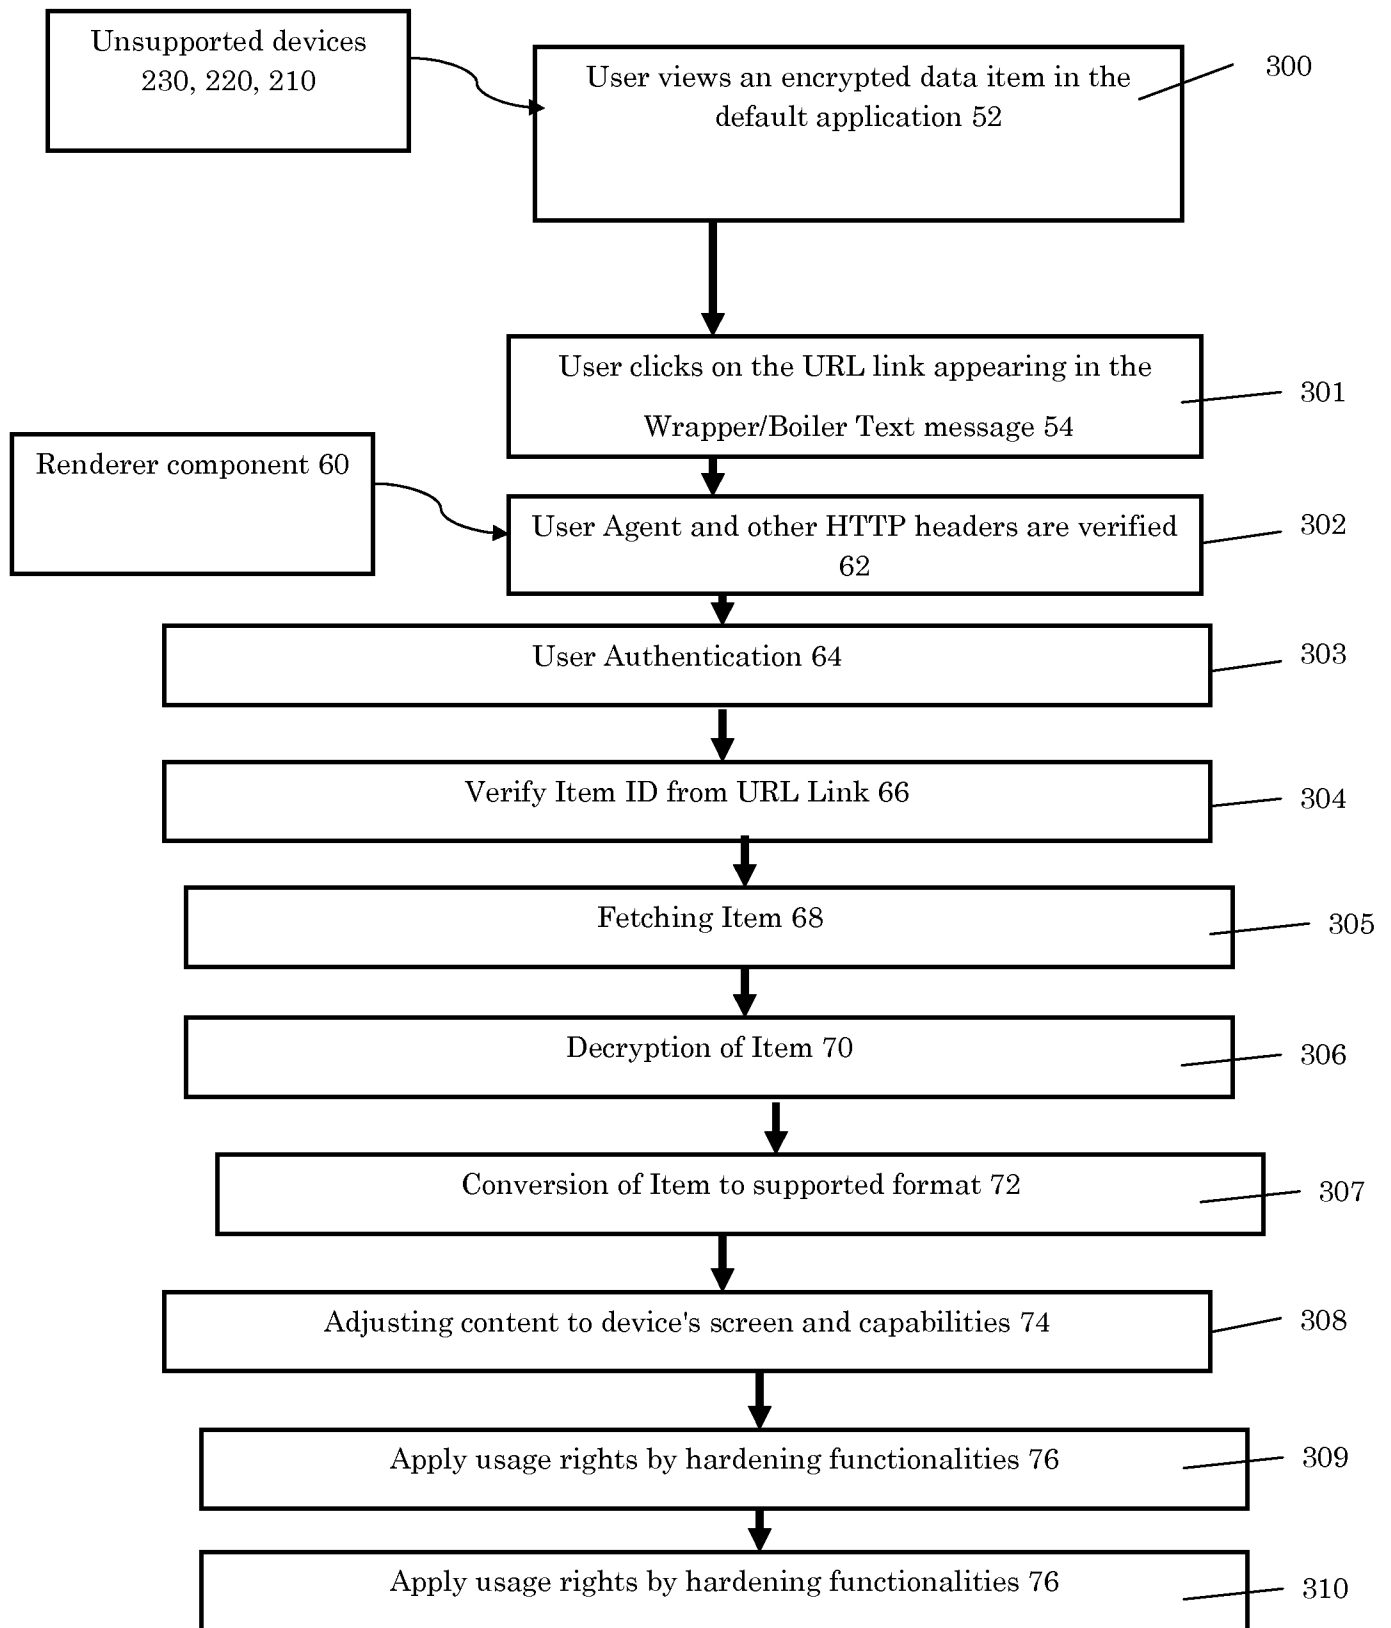 Unsupported devices
230, 220, 210
User views an encrypted data item in the
default application 52
300
User clicks on the URL link appearing in the
Wrapper/Boiler Text message 54
301
Renderer component 60
User Agent and other HTTP headers are verified
62
302
User Authentication 64
303
Verify Item ID from URL Link 66
304
Fetching Item 68
305
Decryption of Item 70
306
Conversion of Item to supported format 72
307
Adjusting content to device's screen and capabilities 74
308
Apply usage rights by hardening functionalities 76
309
Apply usage rights by hardening functionalities 76
310